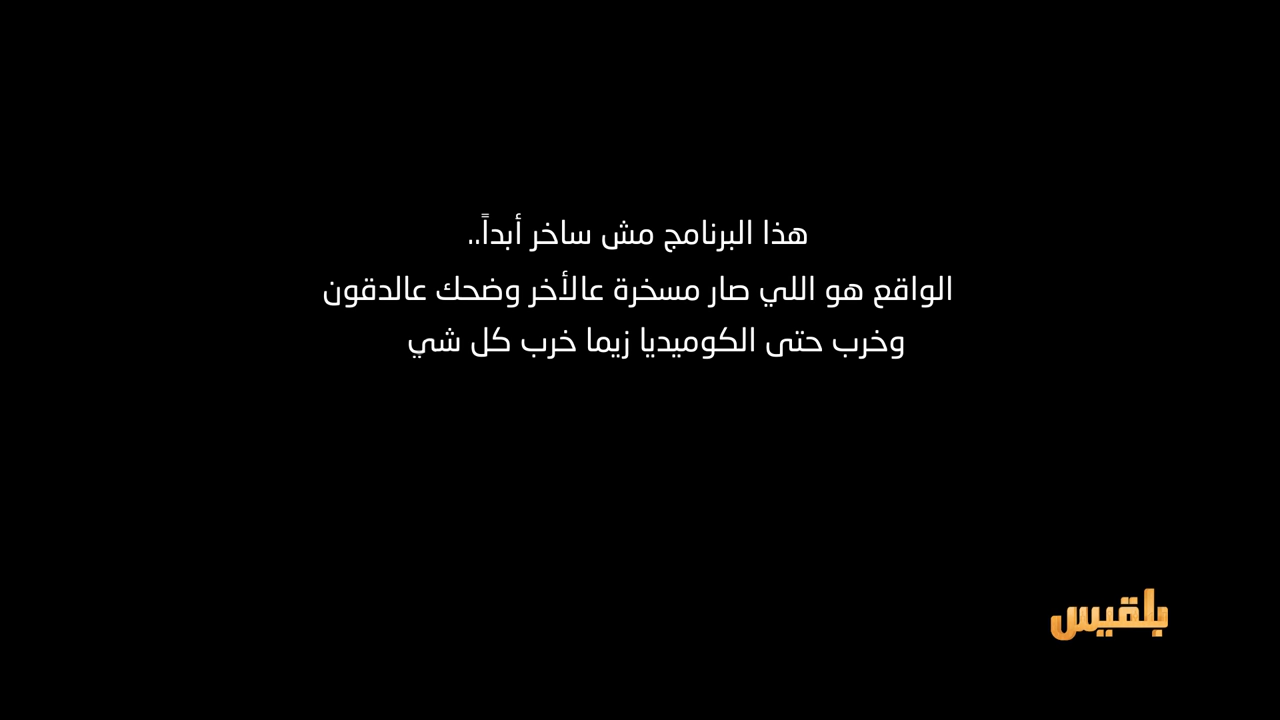 هذا البرنامج مش ساخر أبداً..
الواقع هو اللي صار مسخرة عالأخر وضحك عالدقون
وخرب حتى الكوميديا زيما خرب كل شي
بلقيس